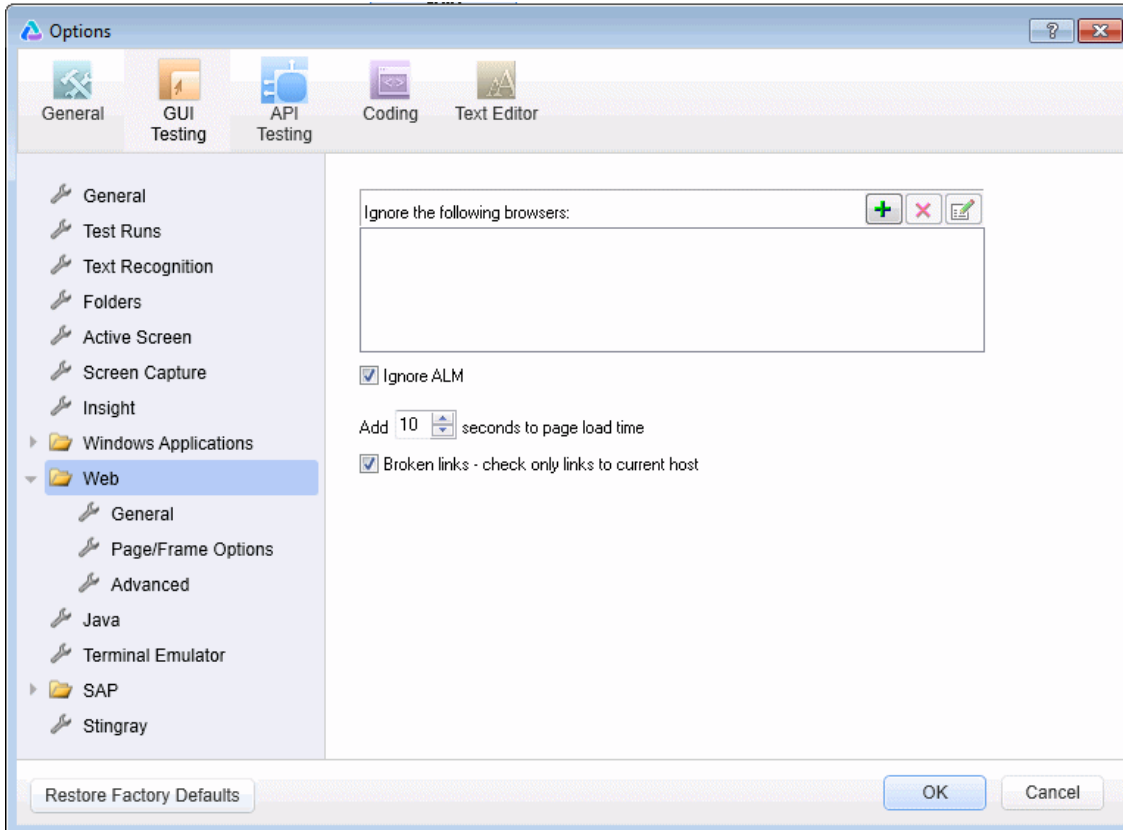 Options
General
GUI
Testing
API
Testing
Coding
Text Editor
General
Test Runs
Text Recognition
Folders
Active Screen
Screen Capture
Insight
Windows Applications
Web
General
Page/Frame Options
Advanced
Java
Terminal Emulator
SAP
Stingray
Ignore the following browsers:
Ignore ALM
Add 10 seconds to page load time
Broken links - check only links to current host
Restore Factory Defaults
OK
Cancel